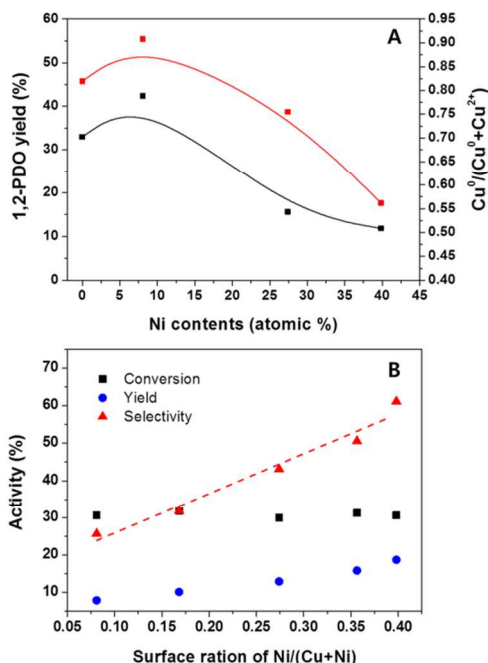 A
1,2-PDO yield (%)
60
50
40
30
20
10
0
Cu⁰/(Cu⁰+Cu²⁺)
0.95
0.90
0.85
0.80
0.75
0.70
0.65
0.60
0.55
0.50
0.45
0.40
0 5 10 15 20 25 30 35 40 45
Ni contents (atomic %)
B
Conversion
Yield
Selectivity
Activity (%)
70
60
50
40
30
20
10
0.05 0.10 0.15 0.20 0.25 0.30 0.35 0.40
Surface ration of Ni/(Cu+Ni)